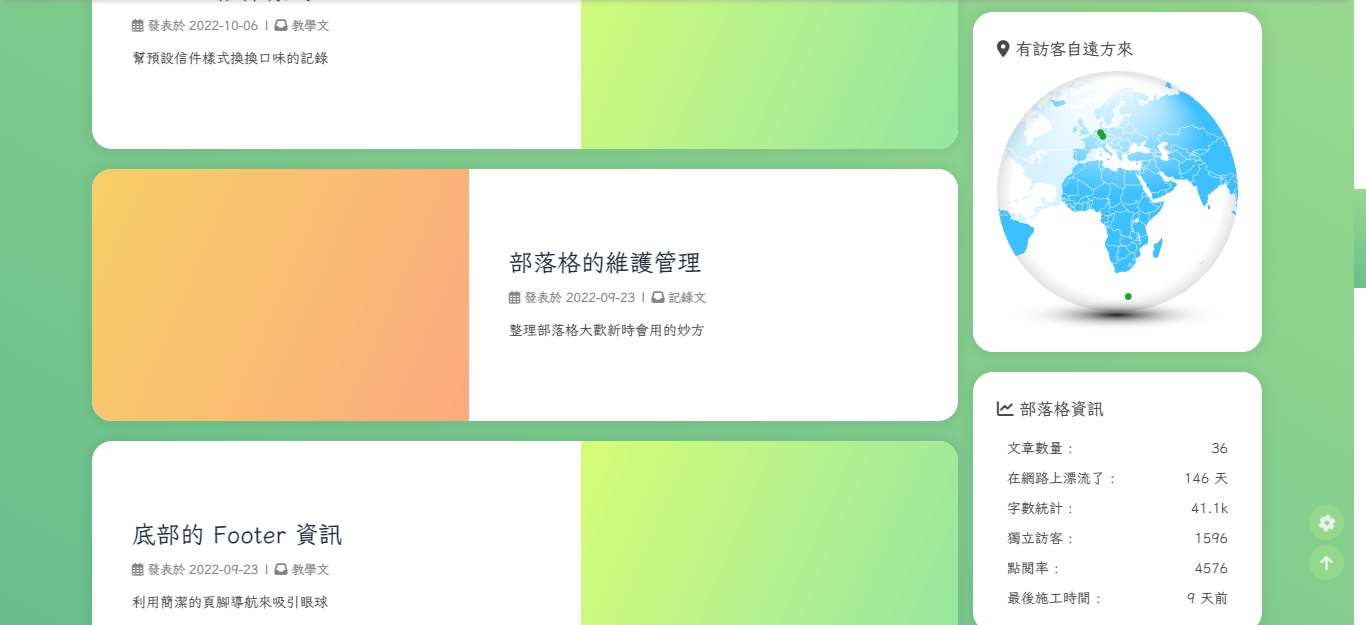 發表於 2022-10-06 | 教學文
幫預設信件樣式換換口味的記錄
部落格的維護管理
發表於 2022-09-23 | 記錄文
整理部落格大歡新時會用的妙方
底部的 Footer 資訊
發表於 2022-09-23 | 教學文
利用簡潔的頁腳導航來吸引眼球
有訪客自遠方來
部落格資訊
文章數量 : 36
在網路上漂流了 : 146 天
字數統計 : 41.1k
獨立訪客 : 1596
點閱率 : 4576
最後施工時間 : 9 天前